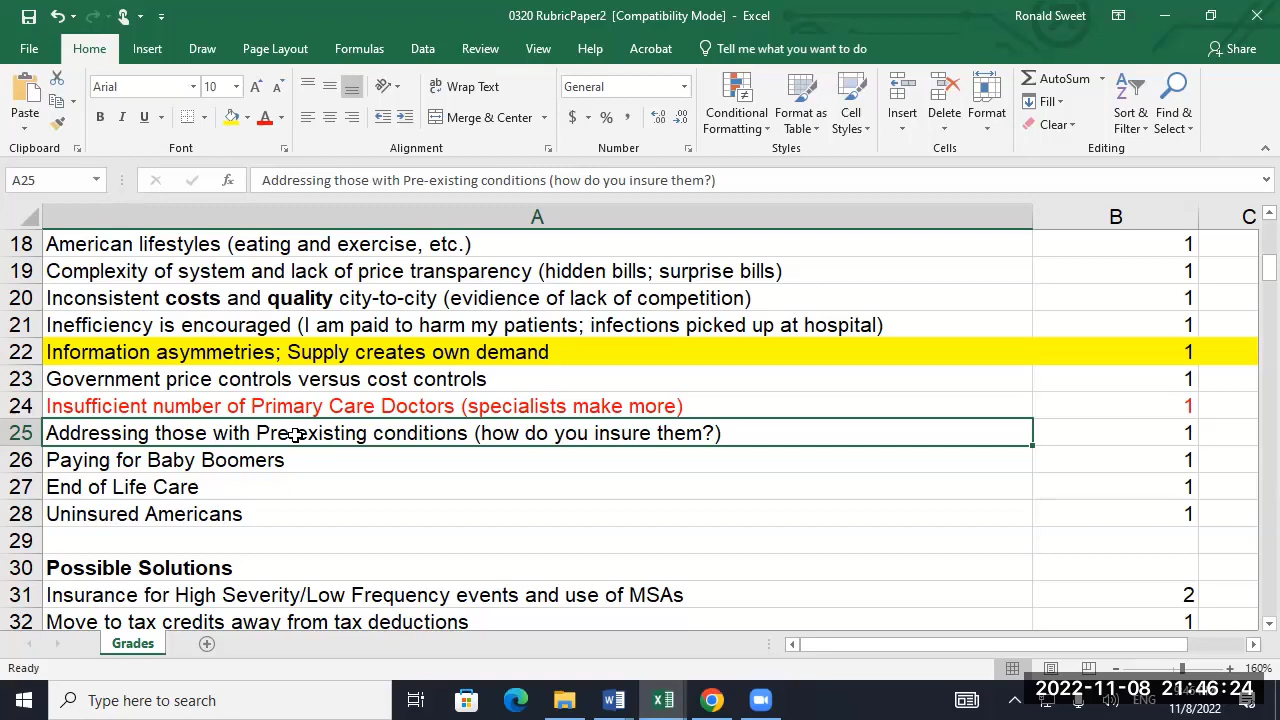 0320 RubricPaper2 [Compatibility Mode] - Excel
Ronald Sweet
File Home Insert Draw Page Layout Formulas Data Review View Help Acrobat Tell me what you want to do Share
Paste
Clipboard
Arial 10
B I U
Font
Wrap Text
Merge & Center
Alignment
General
$ % ,
Number
Conditional Formatting
Format as Table
Cell Styles
Styles
Insert Delete Format
Cells
AutoSum
Fill
Clear
Sort & Filter
Find & Select
Editing
A25 fx Addressing those with Pre-existing conditions (how do you insure them?)
A B C
18 American lifestyles (eating and exercise, etc.) 1
19 Complexity of system and lack of price transparency (hidden bills; surprise bills) 1
20 Inconsistent costs and quality city-to-city (evidience of lack of competition) 1
21 Inefficiency is encouraged (I am paid to harm my patients; infections picked up at hospital) 1
22 Information asymmetries; Supply creates own demand 1
23 Government price controls versus cost controls 1
24 Insufficient number of Primary Care Doctors (specialists make more) 1
25 Addressing those with Pre-existing conditions (how do you insure them?) 1
26 Paying for Baby Boomers 1
27 End of Life Care 1
28 Uninsured Americans 1
29
30 Possible Solutions
31 Insurance for High Severity/Low Frequency events and use of MSAs 2
32 Move to tax credits away from tax deductions 1
Grades
Ready 160%
Type here to search
2022-11-08 21:46:24
ENG
11/8/2022